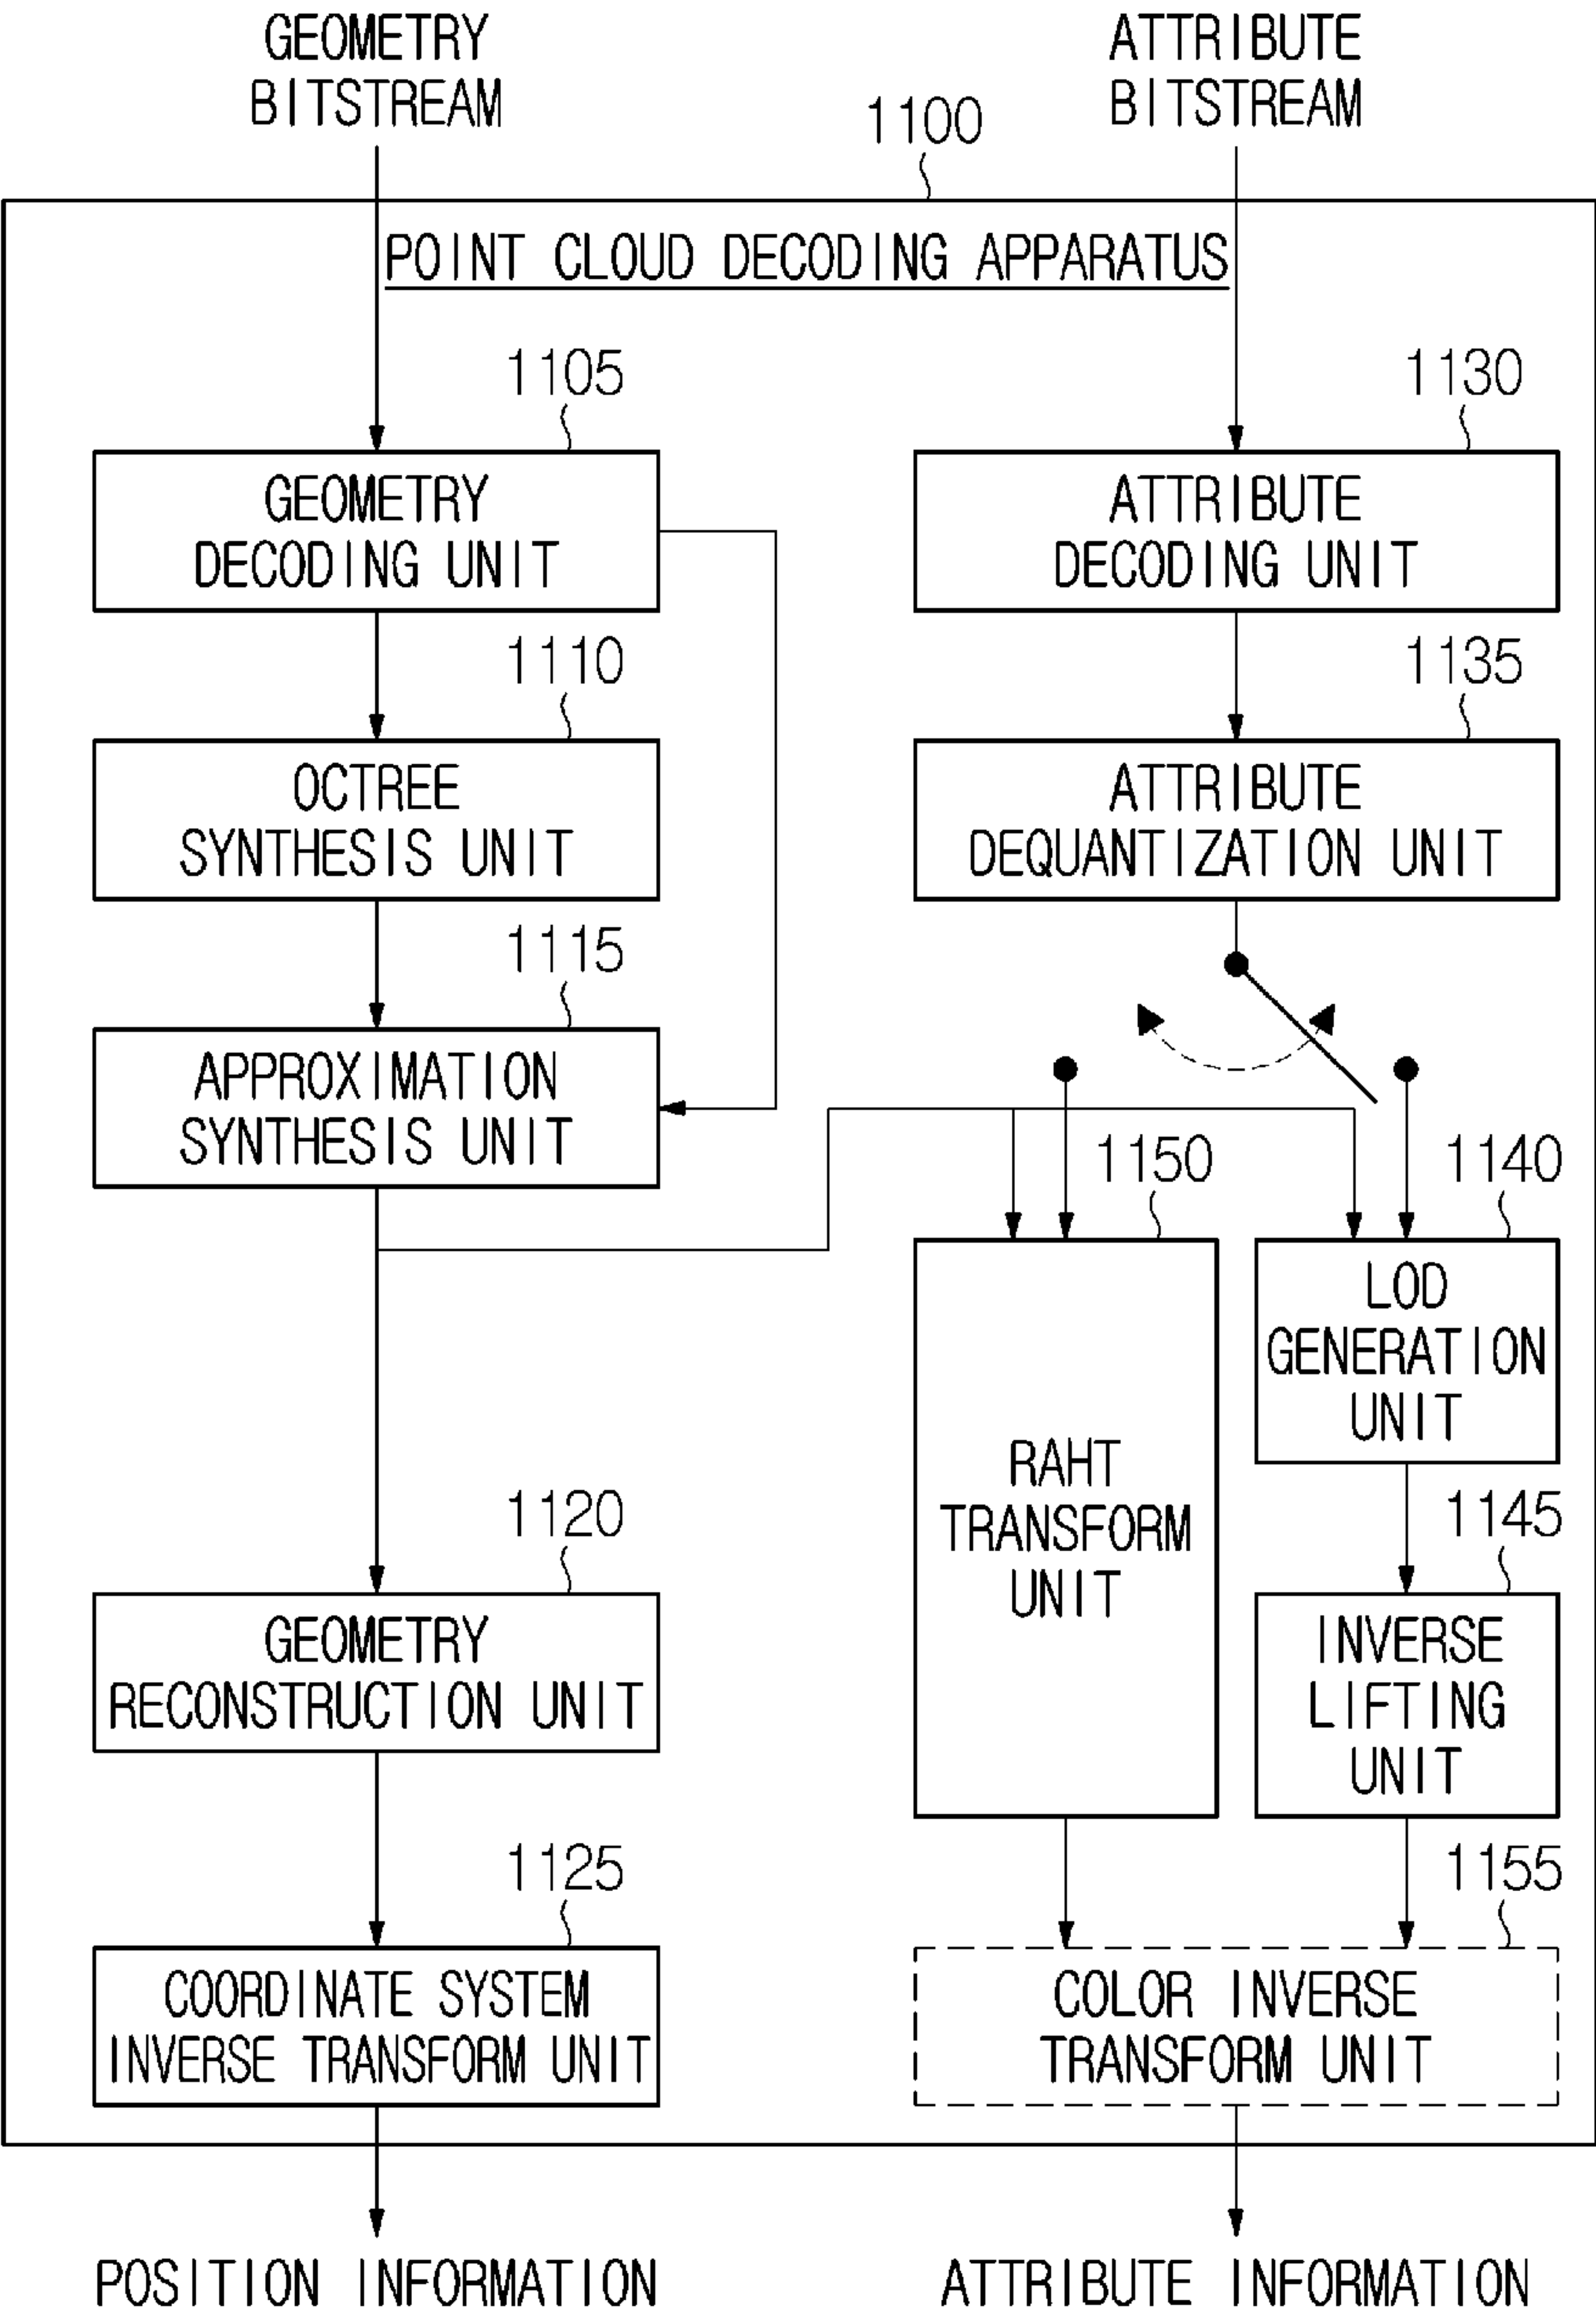 GEOMETRY
BITSTREAM
ATTRIBUTE
BITSTREAM
1100
POINT CLOUD DECODING APPARATUS
1105
GEOMETRY
DECODING UNIT
1130
ATTRIBUTE
DECODING UNIT
1110
OCTREE
SYNTHESIS UNIT
1135
ATTRIBUTE
DEQUANTIZATION UNIT
1115
APPROXIMATION
SYNTHESIS UNIT
1150
RAHT
TRANSFORM
UNIT
1140
LOD
GENERATION
UNIT
1120
GEOMETRY
RECONSTRUCTION UNIT
1145
INVERSE
LIFTING
UNIT
1125
COORDINATE SYSTEM
INVERSE TRANSFORM UNIT
1155
COLOR INVERSE
TRANSFORM UNIT
POSITION INFORMATION
ATTRIBUTE INFORMATION